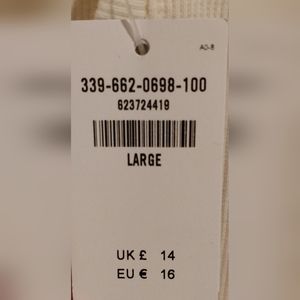 A0-8
339-662-0698-100
623724419
LARGE
UK £ 14
EU € 16